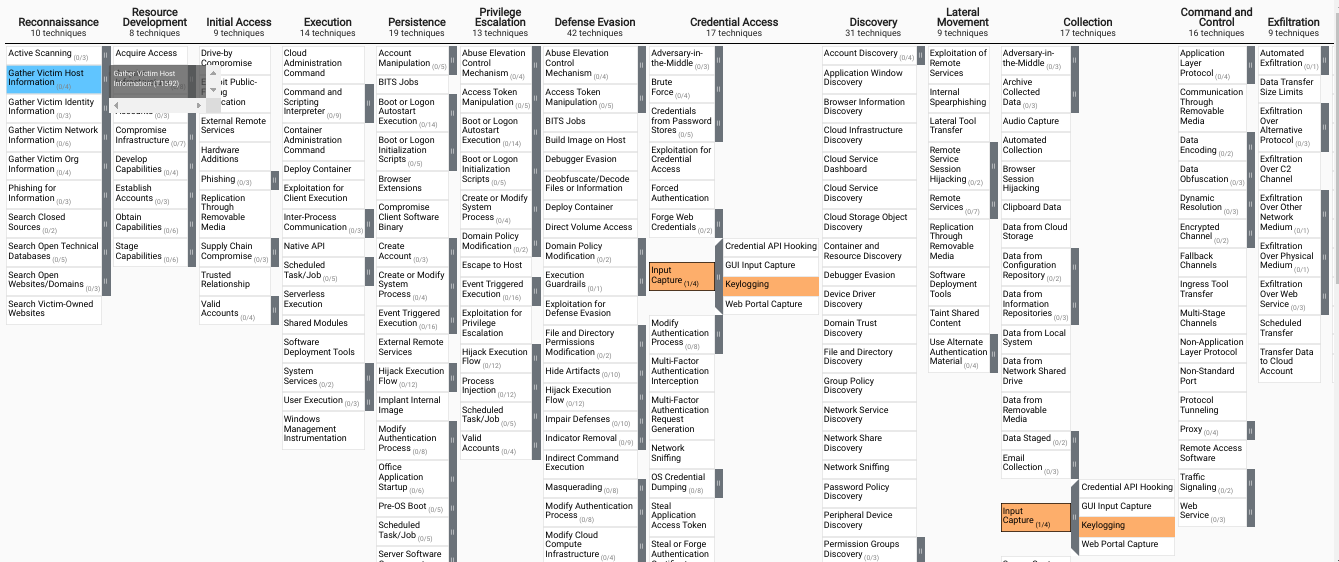 Reconnaissance
10 techniques
Active Scanning (0/3)
Gather Victim Host
Information (0/4)
Gather Victim Identity
Information (0/3)
Gather Victim Network
Information (0/6)
Gather Victim Org
Information (0/4)
Phishing for
Information (0/3)
Search Closed
Sources (0/2)
Search Open Technical
Databases (0/5)
Search Open
Websites/Domains (0/3)
Search Victim-Owned
Websites
Resource
Development
8 techniques
Acquire Access
Gather Victim Host
Information (T1592)
Accounts (0/3)
Compromise
Infrastructure (0/7)
Develop
Capabilities (0/4)
Establish
Accounts (0/3)
Obtain
Capabilities (0/6)
Stage
Capabilities (0/6)
Initial Access
9 techniques
Drive-by
Compromise
Public-
External Remote
Services
Hardware
Additions
Phishing (0/3)
Replication
Through
Removable
Media
Supply Chain
Compromise (0/3)
Trusted
Relationship
Valid
Accounts (0/4)
Execution
14 techniques
Cloud
Administration
Command
Command and
Scripting
Interpreter (0/9)
Container
Administration
Command
Deploy Container
Exploitation for
Client Execution
Inter-Process
Communication (0/3)
Native API
Scheduled
Task/Job (0/5)
Serverless
Execution
Shared Modules
Software
Deployment Tools
System
Services (0/2)
User Execution (0/3)
Windows
Management
Instrumentation
Persistence
19 techniques
Account
Manipulation (0/5)
BITS Jobs
Boot or Logon
Autostart
Execution (0/14)
Boot or Logon
Initialization
Scripts (0/5)
Browser
Extensions
Compromise
Client Software
Binary
Create
Account (0/3)
Create or Modify
System
Process (0/4)
Event Triggered
Execution (0/16)
External Remote
Services
Hijack Execution
Flow (0/12)
Implant Internal
Image
Modify
Authentication
Process (0/8)
Office
Application
Startup (0/6)
Pre-OS Boot (0/5)
Scheduled
Task/Job (0/5)
Server Software
Privilege
Escalation
13 techniques
Abuse Elevation
Control
Mechanism (0/4)
Access Token
Manipulation (0/5)
Boot or Logon
Autostart
Execution (0/14)
Boot or Logon
Initialization
Scripts (0/5)
Create or Modify
System
Process (0/4)
Domain Policy
Modification (0/2)
Escape to Host
Event Triggered
Execution (0/16)
Exploitation for
Privilege
Escalation
Hijack Execution
Flow (0/12)
Process
Injection (0/12)
Scheduled
Task/Job (0/5)
Valid
Accounts (0/4)
Defense Evasion
42 techniques
Abuse Elevation
Control
Mechanism (0/4)
Access Token
Manipulation (0/5)
BITS Jobs
Build Image on Host
Debugger Evasion
Deobfuscate/Decode
Files or Information
Deploy Container
Direct Volume Access
Domain Policy
Modification (0/2)
Execution
Guardrails (0/1)
Exploitation for
Defense Evasion
File and Directory
Permissions
Modification (0/2)
Hide Artifacts (0/10)
Hijack Execution
Flow (0/12)
Impair Defenses (0/10)
Indicator Removal (0/9)
Indirect Command
Execution
Masquerading (0/8)
Modify Authentication
Process (0/8)
Modify Cloud
Compute
Infrastructure (0/4)
Credential Access
17 techniques
Adversary-in-
the-Middle (0/3)
Brute
Force (0/4)
Credentials
from Password
Stores (0/5)
Exploitation for
Credential
Access
Forced
Authentication
Forge Web
Credentials (0/2)
Input
Capture (1/4)
Credential API Hooking
GUI Input Capture
Keylogging
Web Portal Capture
Modify
Authentication
Process (0/8)
Multi-Factor
Authentication
Interception
Multi-Factor
Authentication
Request
Generation
Network
Sniffing
OS Credential
Dumping (0/8)
Steal
Application
Access Token
Steal or Forge
Authentication
Discovery
31 techniques
Account Discovery (0/4)
Application Window
Discovery
Browser Information
Discovery
Cloud Infrastructure
Discovery
Cloud Service
Dashboard
Cloud Service
Discovery
Cloud Storage Object
Discovery
Container and
Resource Discovery
Debugger Evasion
Device Driver
Discovery
Domain Trust
Discovery
File and Directory
Discovery
Group Policy
Discovery
Network Service
Discovery
Network Share
Discovery
Network Sniffing
Password Policy
Discovery
Peripheral Device
Discovery
Permission Groups
Discovery (0/3)
Lateral
Movement
9 techniques
Exploitation of
Remote
Services
Internal
Spearphishing
Lateral Tool
Transfer
Remote
Service
Session
Hijacking (0/2)
Remote
Services (0/7)
Replication
Through
Removable
Media
Software
Deployment
Tools
Taint Shared
Content
Use Alternate
Authentication
Material (0/4)
Collection
17 techniques
Adversary-in-
the-Middle (0/3)
Archive
Collected
Data (0/3)
Audio Capture
Automated
Collection
Browser
Session
Hijacking
Clipboard Data
Data from Cloud
Storage
Data from
Configuration
Repository (0/2)
Data from
Information
Repositories (0/3)
Data from Local
System
Data from
Network Shared
Drive
Data from
Removable
Media
Data Staged (0/2)
Email
Collection (0/3)
Input
Capture (1/4)
Credential API Hooking
GUI Input Capture
Keylogging
Web Portal Capture
Command and
Control
16 techniques
Application
Layer
Protocol (0/4)
Communication
Through
Removable
Media
Data
Encoding (0/2)
Data
Obfuscation (0/3)
Dynamic
Resolution (0/3)
Encrypted
Channel (0/2)
Fallback
Channels
Ingress Tool
Transfer
Multi-Stage
Channels
Non-Application
Layer Protocol
Non-Standard
Port
Protocol
Tunneling
Proxy (0/4)
Remote Access
Software
Traffic
Signaling (0/2)
Web
Service (0/3)
Exfiltration
9 techniques
Automated
Exfiltration (0/1)
Data Transfer
Size Limits
Exfiltration
Over
Alternative
Protocol (0/3)
Exfiltration
Over C2
Channel
Exfiltration
Over Other
Network
Medium (0/1)
Exfiltration
Over Physical
Medium (0/1)
Exfiltration
Over Web
Service (0/3)
Scheduled
Transfer
Transfer Data
to Cloud
Account